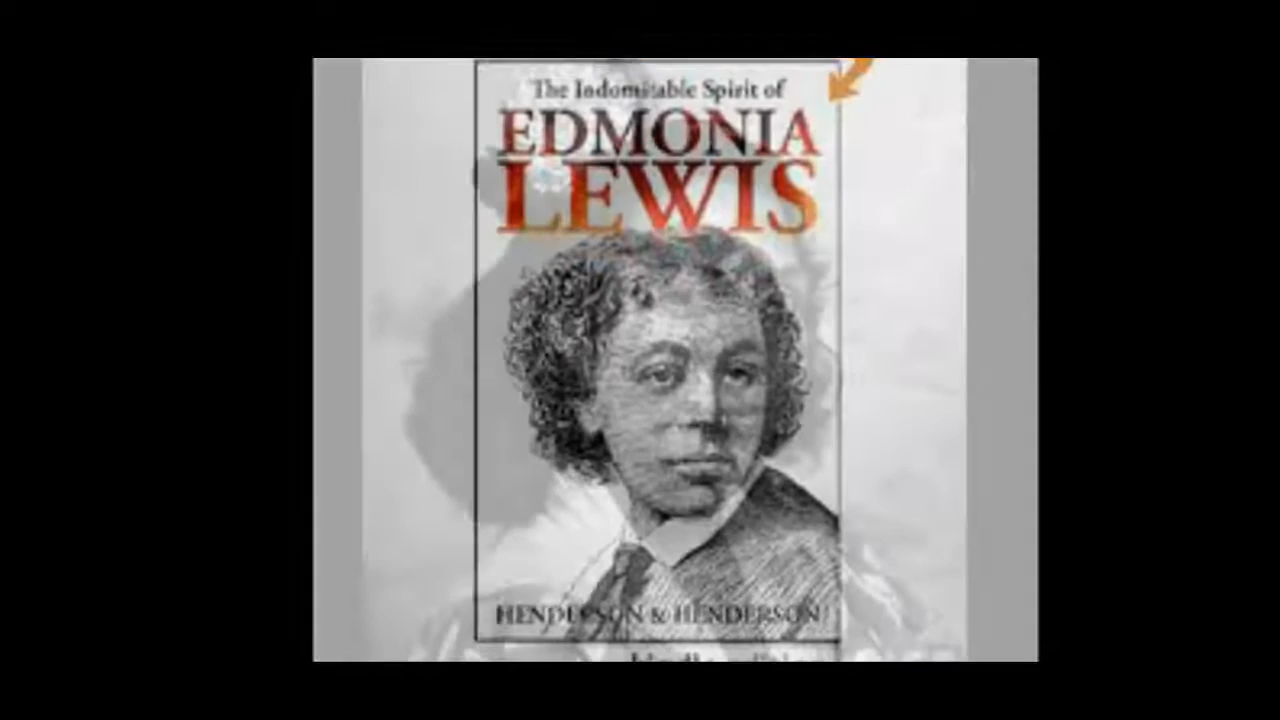 The Indomitable Spirit of
EDMONIA
LEWIS
HENDERSON & HENDERSON